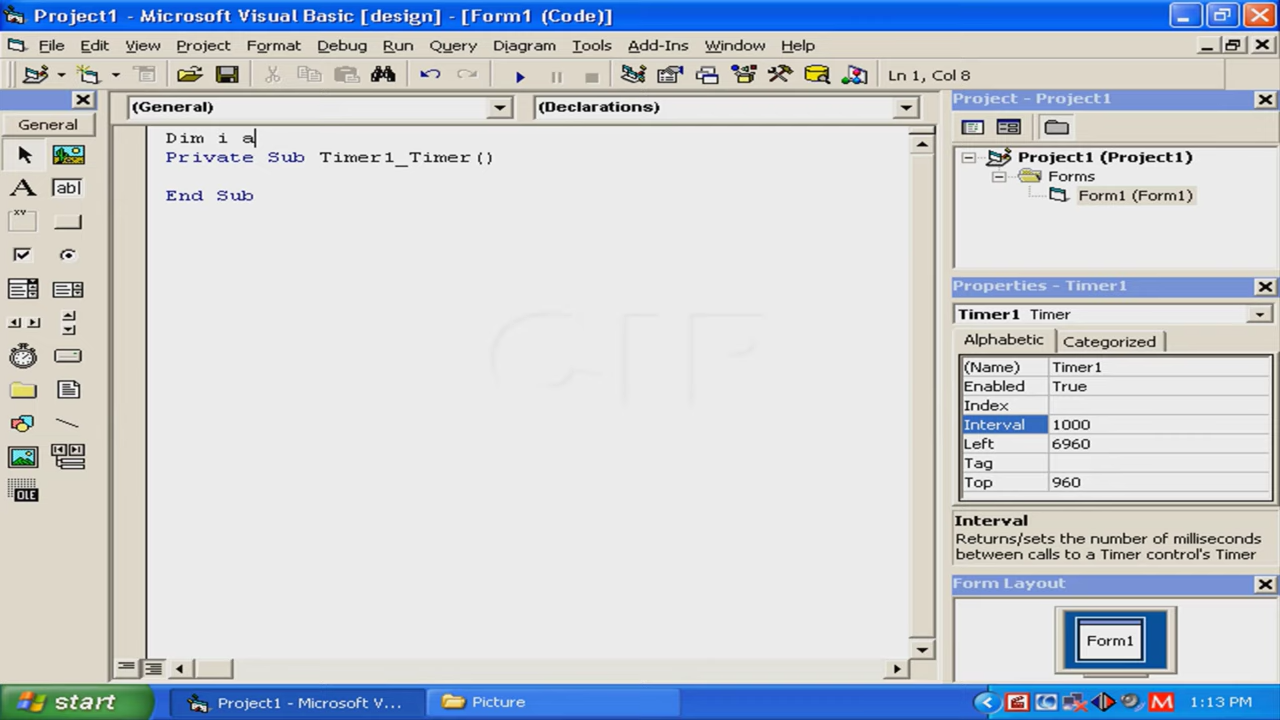 Project1 - Microsoft Visual Basic [design] - [Form1 (Code)]
File Edit View Project Format Debug Run Query Diagram Tools Add-Ins Window Help
Ln 1, Col 8
General
(General) (Declarations)
Dim i a
Private Sub Timer1_Timer()
End Sub
A
ab|
XY
OLE
GIF
Project - Project1
Project1 (Project1)
Forms
Form1 (Form1)
Properties - Timer1
Timer1 Timer
Alphabetic Categorized
(Name) Timer1
Enabled True
Index
Interval 1000
Left 6960
Tag
Top 960
Interval
Returns/sets the number of milliseconds
between calls to a Timer control's Timer
Form Layout
Form1
start Project1 - Microsoft V... Picture 1:13 PM